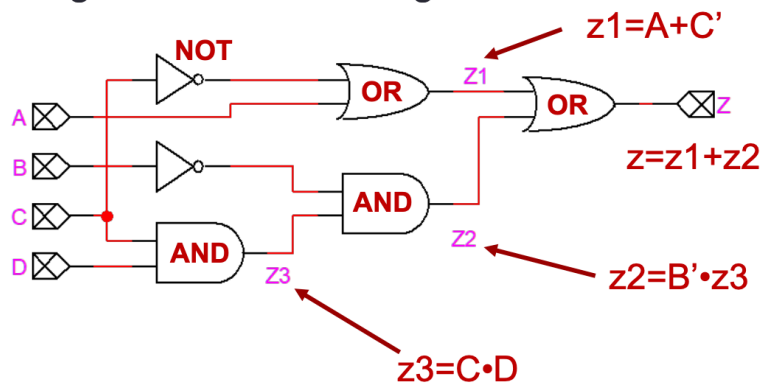 z1=A+C’
NOT
Z1
OR
OR
A
Z
z=z1+z2
B
AND
C
Z2
AND
D
Z3
z2=B’•z3
z3=C•D